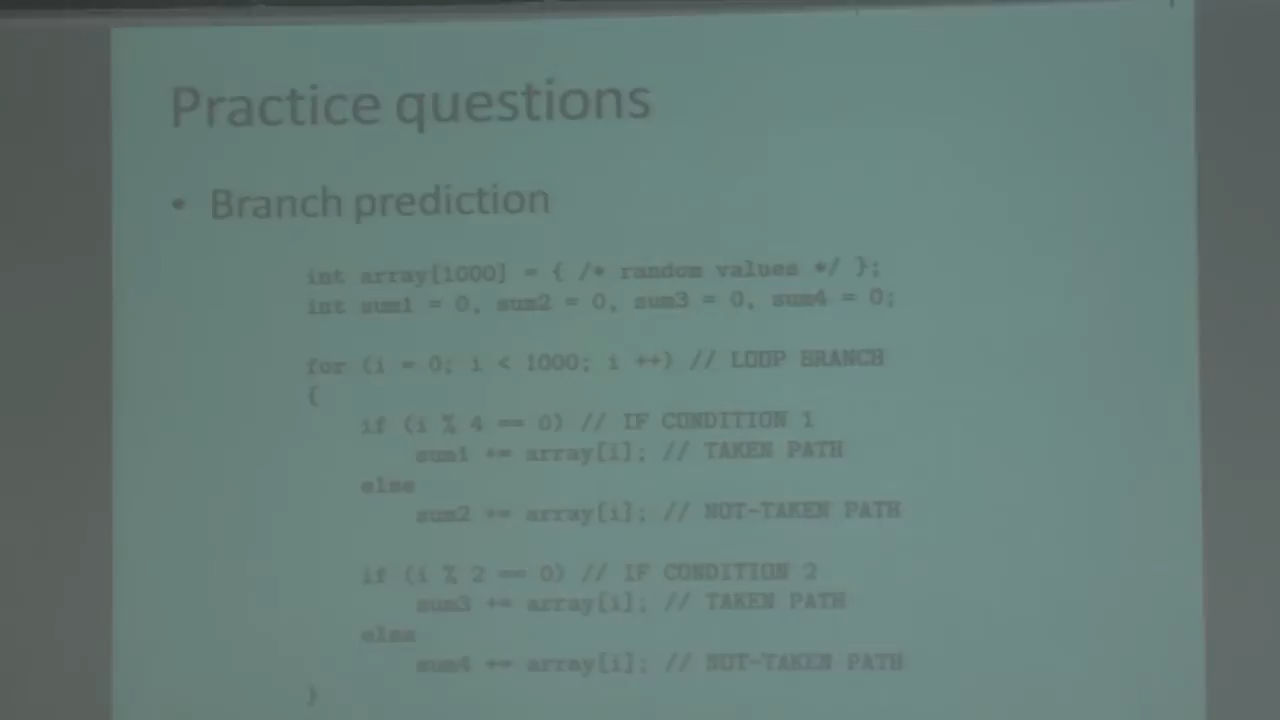 Practice questions
• Branch prediction
int array[1000] = { /* random values */ };
int sum1 = 0, sum2 = 0, sum3 = 0, sum4 = 0;
for (i = 0; i < 1000; i ++) // LOOP BRANCH
{
if (i % 4 == 0) // IF CONDITION 1
sum1 += array[i]; // TAKEN PATH
else
sum2 += array[i]; // NOT-TAKEN PATH
if (i % 2 == 0) // IF CONDITION 2
sum3 += array[i]; // TAKEN PATH
else
sum4 += array[i]; // NOT-TAKEN PATH
}